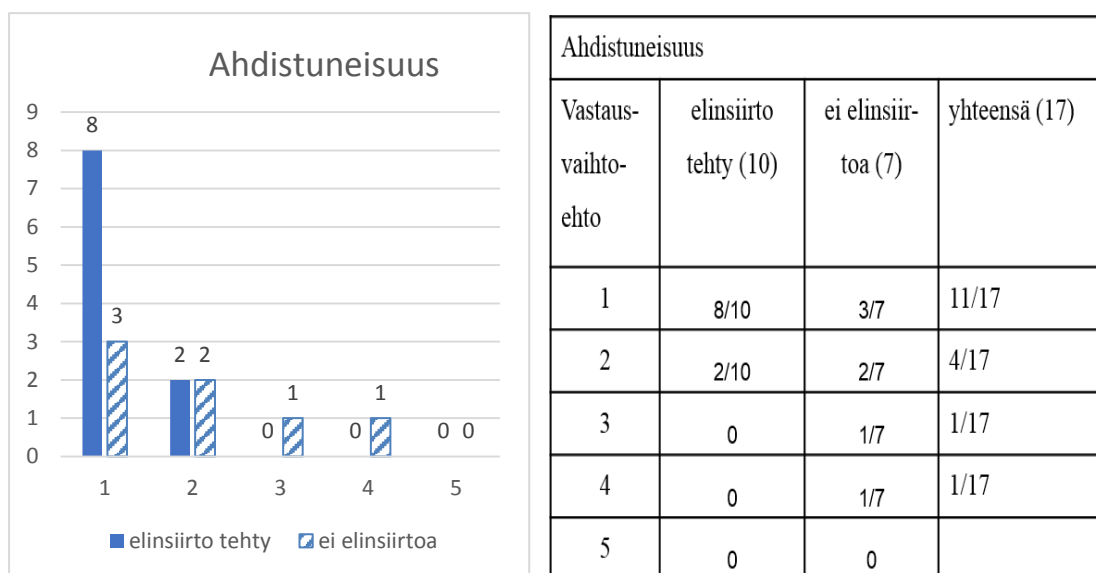 Ahdistuneisuus
9
8
7
6
5
4
3
2
1
0
8
3
2 2
0 1
0 1
0 0
1 2 3 4 5
elinsiirto tehty ei elinsiirtoa
Ahdistuneisuus
Vastaus-
vaihto-
ehto
elinsiirto
tehty (10)
ei elinsiir-
toa (7)
yhteensä (17)
1 8/10 3/7 11/17
2 2/10 2/7 4/17
3 0 1/7 1/17
4 0 1/7 1/17
5 0 0